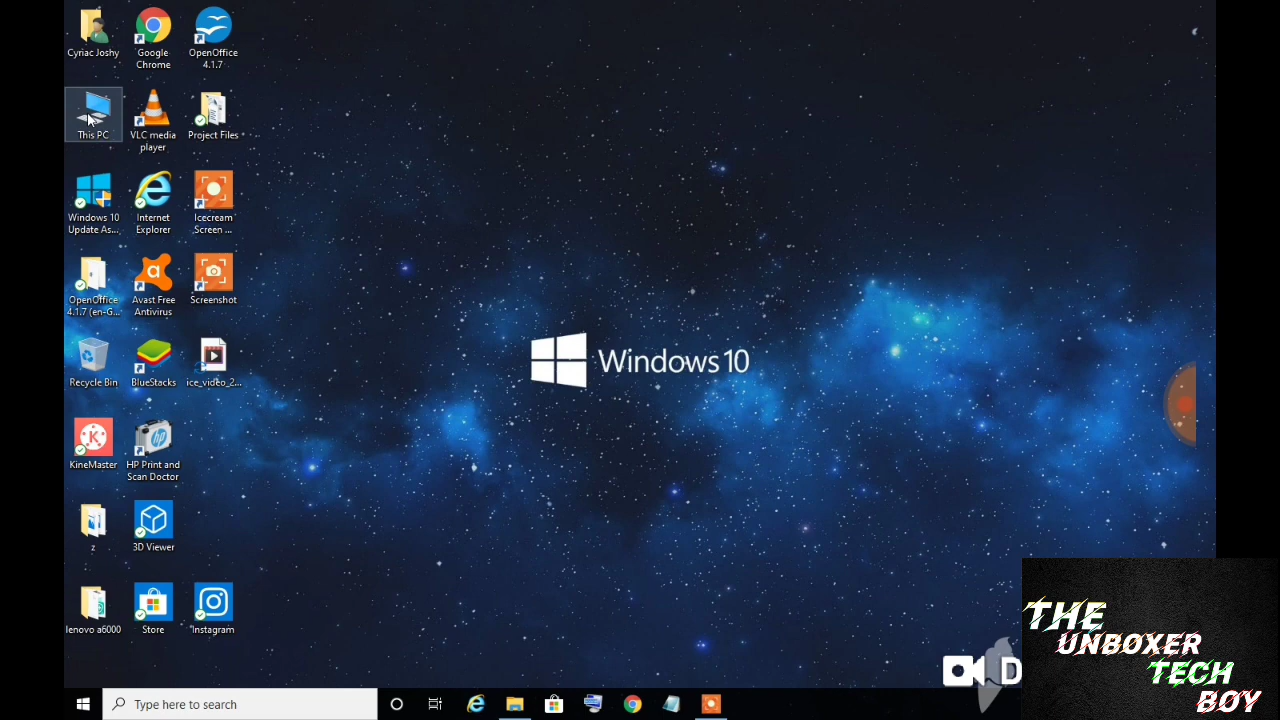 Cyriac Joshy
Google
Chrome
OpenOffice
4.1.7
This PC
VLC media
player
Project Files
Windows 10
Update As...
Internet
Explorer
Icecream
Screen ...
OpenOffice
4.1.7 (en-G...
Avast Free
Antivirus
Screenshot
Recycle Bin
BlueStacks
ice_video_2...
KineMaster
HP Print and
Scan Doctor
z
3D Viewer
lenovo a6000
Store
Instagram
Windows 10
D
THE
UNBOXER
TECH
BOY
Type here to search